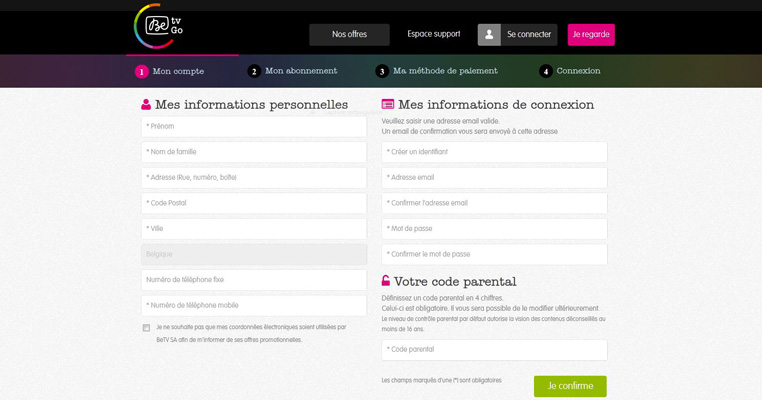 Be tv
Go
Nos offres
Espace support
Se connecter
Je regarde
1 Mon compte
2 Mon abonnement
3 Ma méthode de paiement
4 Connexion
Mes informations personnelles
* Prénom
* Nom de famille
* Adresse (Rue, numéro, boîte)
* Code Postal
* Ville
Belgique
Numéro de téléphone fixe
* Numéro de téléphone mobile
Je ne souhaite pas que mes coordonnées électroniques soient utilisées par
BeTV SA afin de m'informer de ses offres promotionnelles.
Mes informations de connexion
Veuillez saisir une adresse email valide.
Un email de confirmation vous sera envoyé à cette adresse
* Créer un identifiant
* Adresse email
* Confirmer l'adresse email
* Mot de passe
* Confirmer le mot de passe
Votre code parental
Définissez un code parental en 4 chiffres.
Celui-ci est obligatoire. Il vous sera possible de le modifier ultérieurement.
Le niveau de contrôle parental par défaut autorise la vision des contenus déconseillés au
moins de 16 ans.
* Code parental
Les champs marqués d'une (*) sont obligatoires
Je confirme